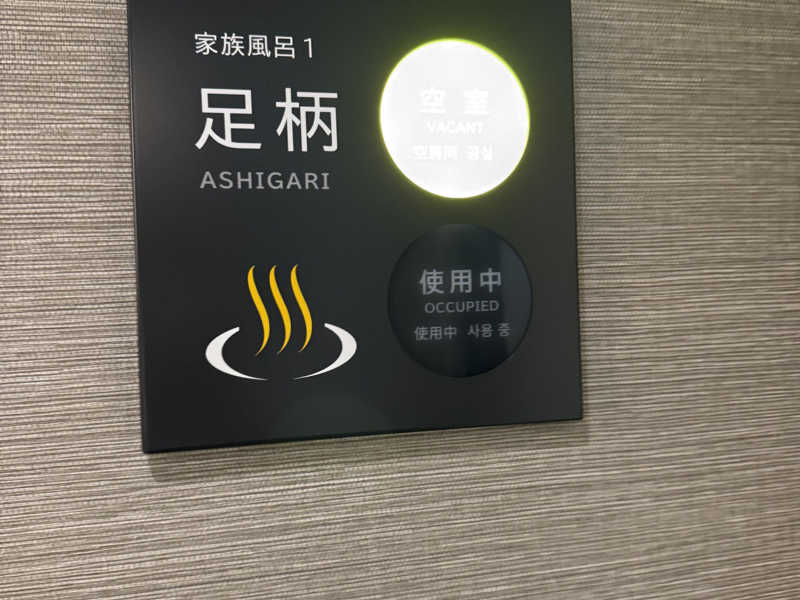 家族風呂1
足柄
ASHIGARI
空室
VACANT
空房间 공실
使用中
OCCUPIED
使用中 사용 중